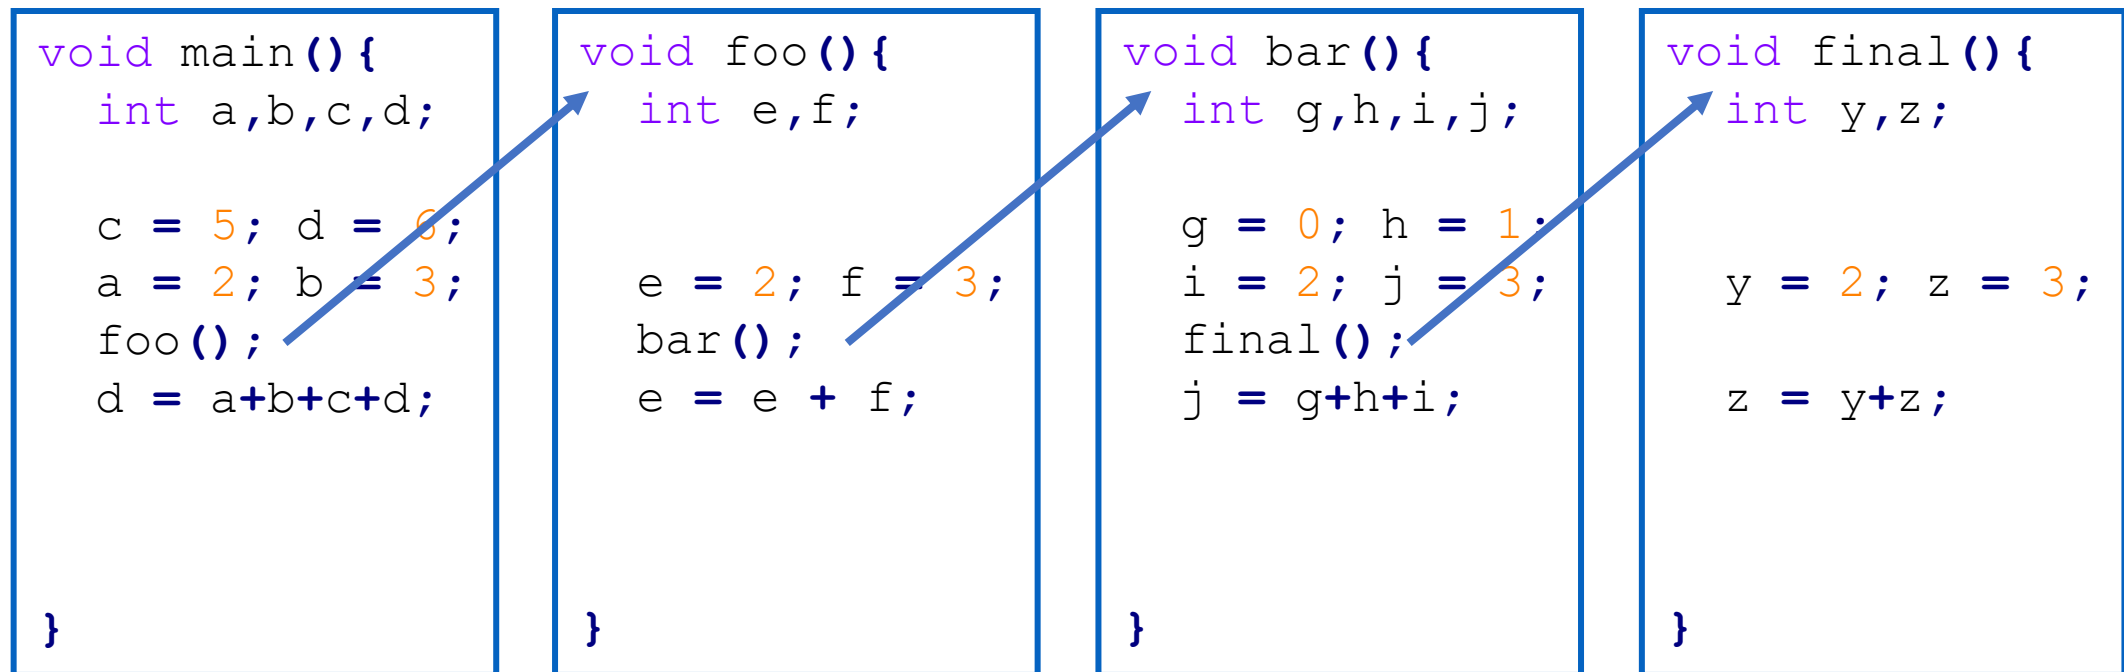 void main(){
int a,b,c,d;
c = 5; d = 6;
a = 2; b = 3;
foo();
d = a+b+c+d;
}
void foo(){
int e,f;
e = 2; f = 3;
bar();
e = e + f;
}
void bar(){
int g,h,i,j;
g = 0; h = 1;
i = 2; j = 3;
final();
j = g+h+i;
}
void final(){
int y,z;
y = 2; z = 3;
z = y+z;
}